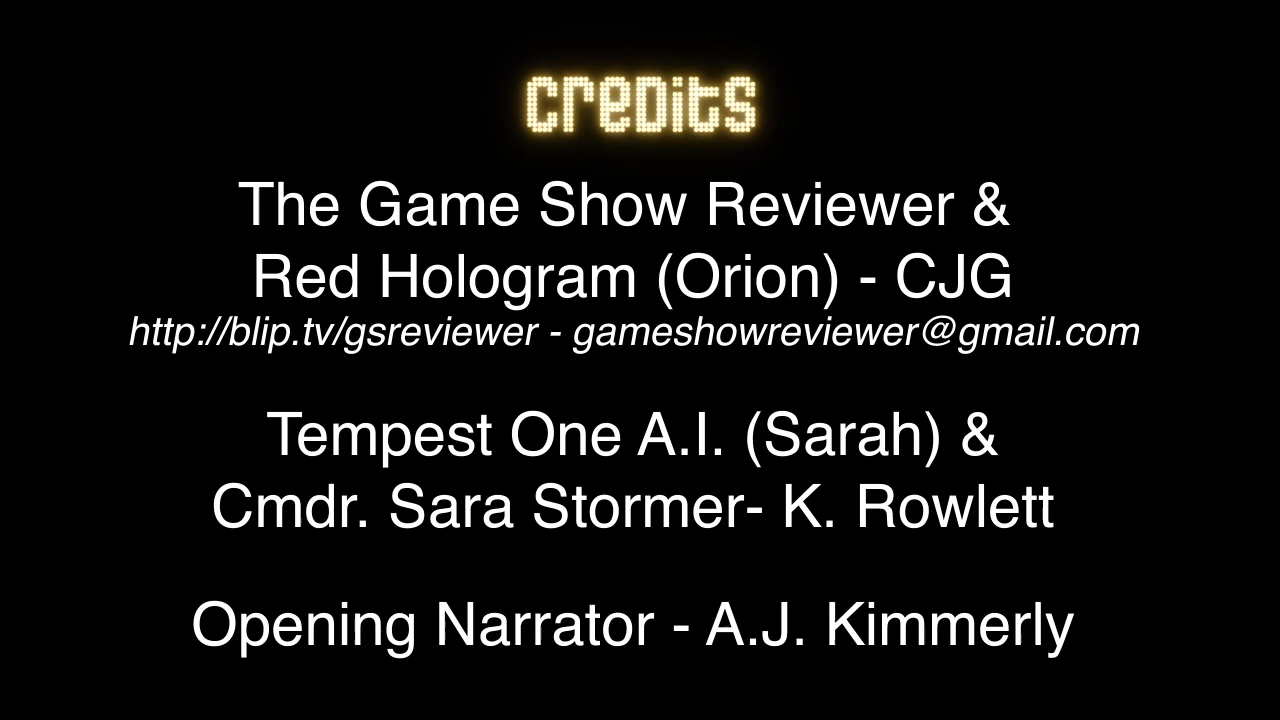 credits
The Game Show Reviewer &
Red Hologram (Orion) - CJG
http://blip.tv/gsreviewer - gameshowreviewer@gmail.com
Tempest One A.I. (Sarah) &
Cmdr. Sara Stormer- K. Rowlett
Opening Narrator - A.J. Kimmerly